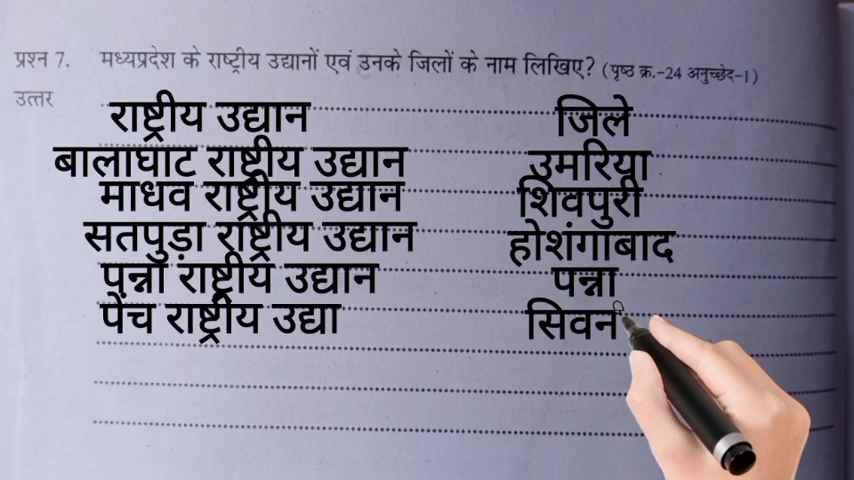 प्रश्न 7. मध्यप्रदेश के राष्ट्रीय उद्यानों एवं उनके जिलों के नाम लिखिए? (पृष्ठ क्र.-24 अनुच्छेद-1)
उत्तर
राष्ट्रीय उद्यान जिले
बालाघाट राष्ट्रीय उद्यान उमरिया
माधव राष्ट्रीय उद्यान शिवपुरी
सतपुड़ा राष्ट्रीय उद्यान होशंगाबाद
पन्ना राष्ट्रीय उद्यान पन्ना
पेंच राष्ट्रीय उद्या सिवन